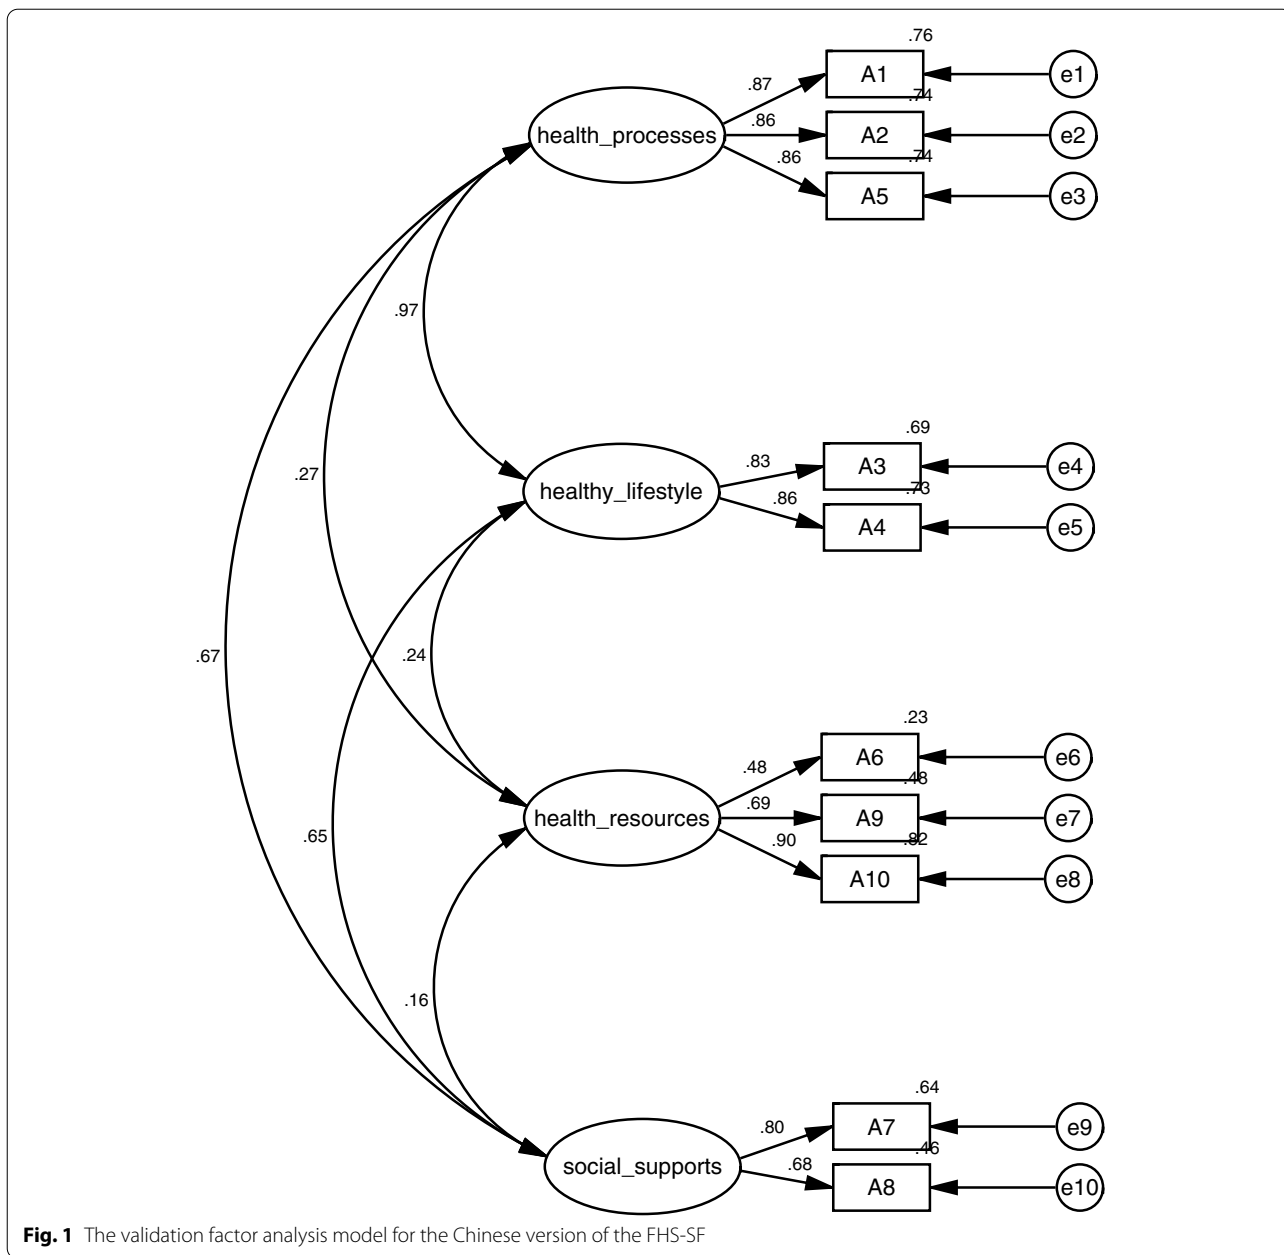 .76
.87
A1
e1
.74
.86
health_processes
A2
e2
.74
.86
A5
e3
.97
.69
.83
A3
e4
.27
.73
healthy_lifestyle
.86
A4
e5
.67
.24
.23
.48
A6
e6
.48
.69
health_resources
A9
e7
.65
.82
.90
A10
e8
.16
.64
.80
A7
e9
.46
social_supports
.68
A8
e10
Fig. 1 The validation factor analysis model for the Chinese version of the FHS-SF